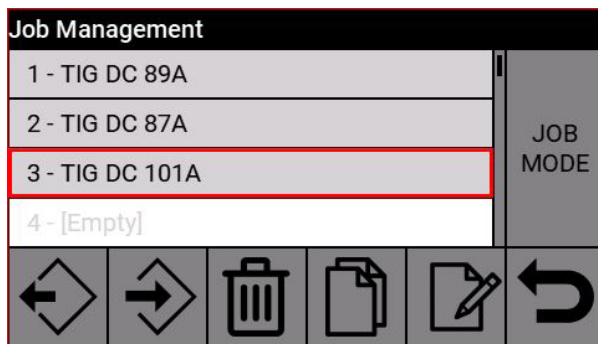 Job Management
1 - TIG DC 89A
2 - TIG DC 87A
3 - TIG DC 101A
4 - [Empty]
JOB
MODE